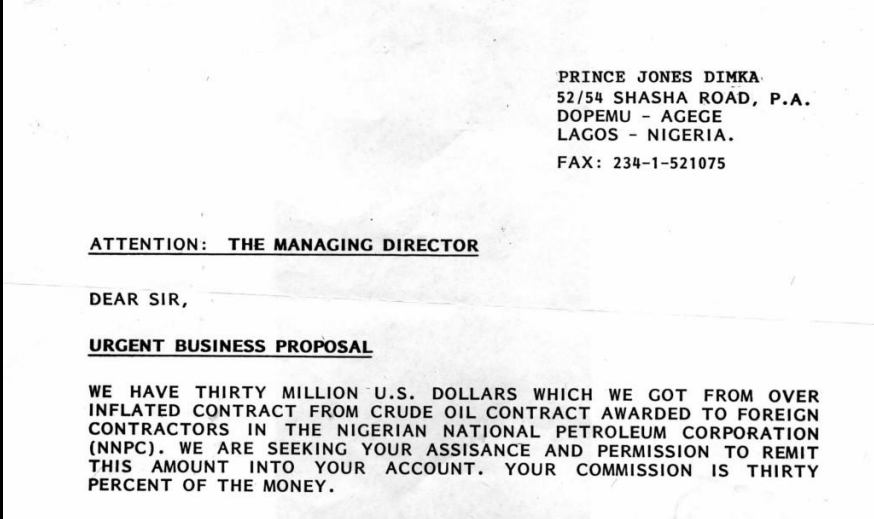 PRINCE JONES DIMKA
52/54 SHASHA ROAD, P.A.
DOPEMU - AGEGE
LAGOS - NIGERIA.
FAX: 234-1-521075
ATTENTION: THE MANAGING DIRECTOR
DEAR SIR,
URGENT BUSINESS PROPOSAL
WE HAVE THIRTY MILLION U.S. DOLLARS WHICH WE GOT FROM OVER
INFLATED CONTRACT FROM CRUDE OIL CONTRACT AWARDED TO FOREIGN
CONTRACTORS IN THE NIGERIAN NATIONAL PETROLEUM CORPORATION
(NNPC). WE ARE SEEKING YOUR ASSISANCE AND PERMISSION TO REMIT
THIS AMOUNT INTO YOUR ACCOUNT. YOUR COMMISSION IS THIRTY
PERCENT OF THE MONEY.